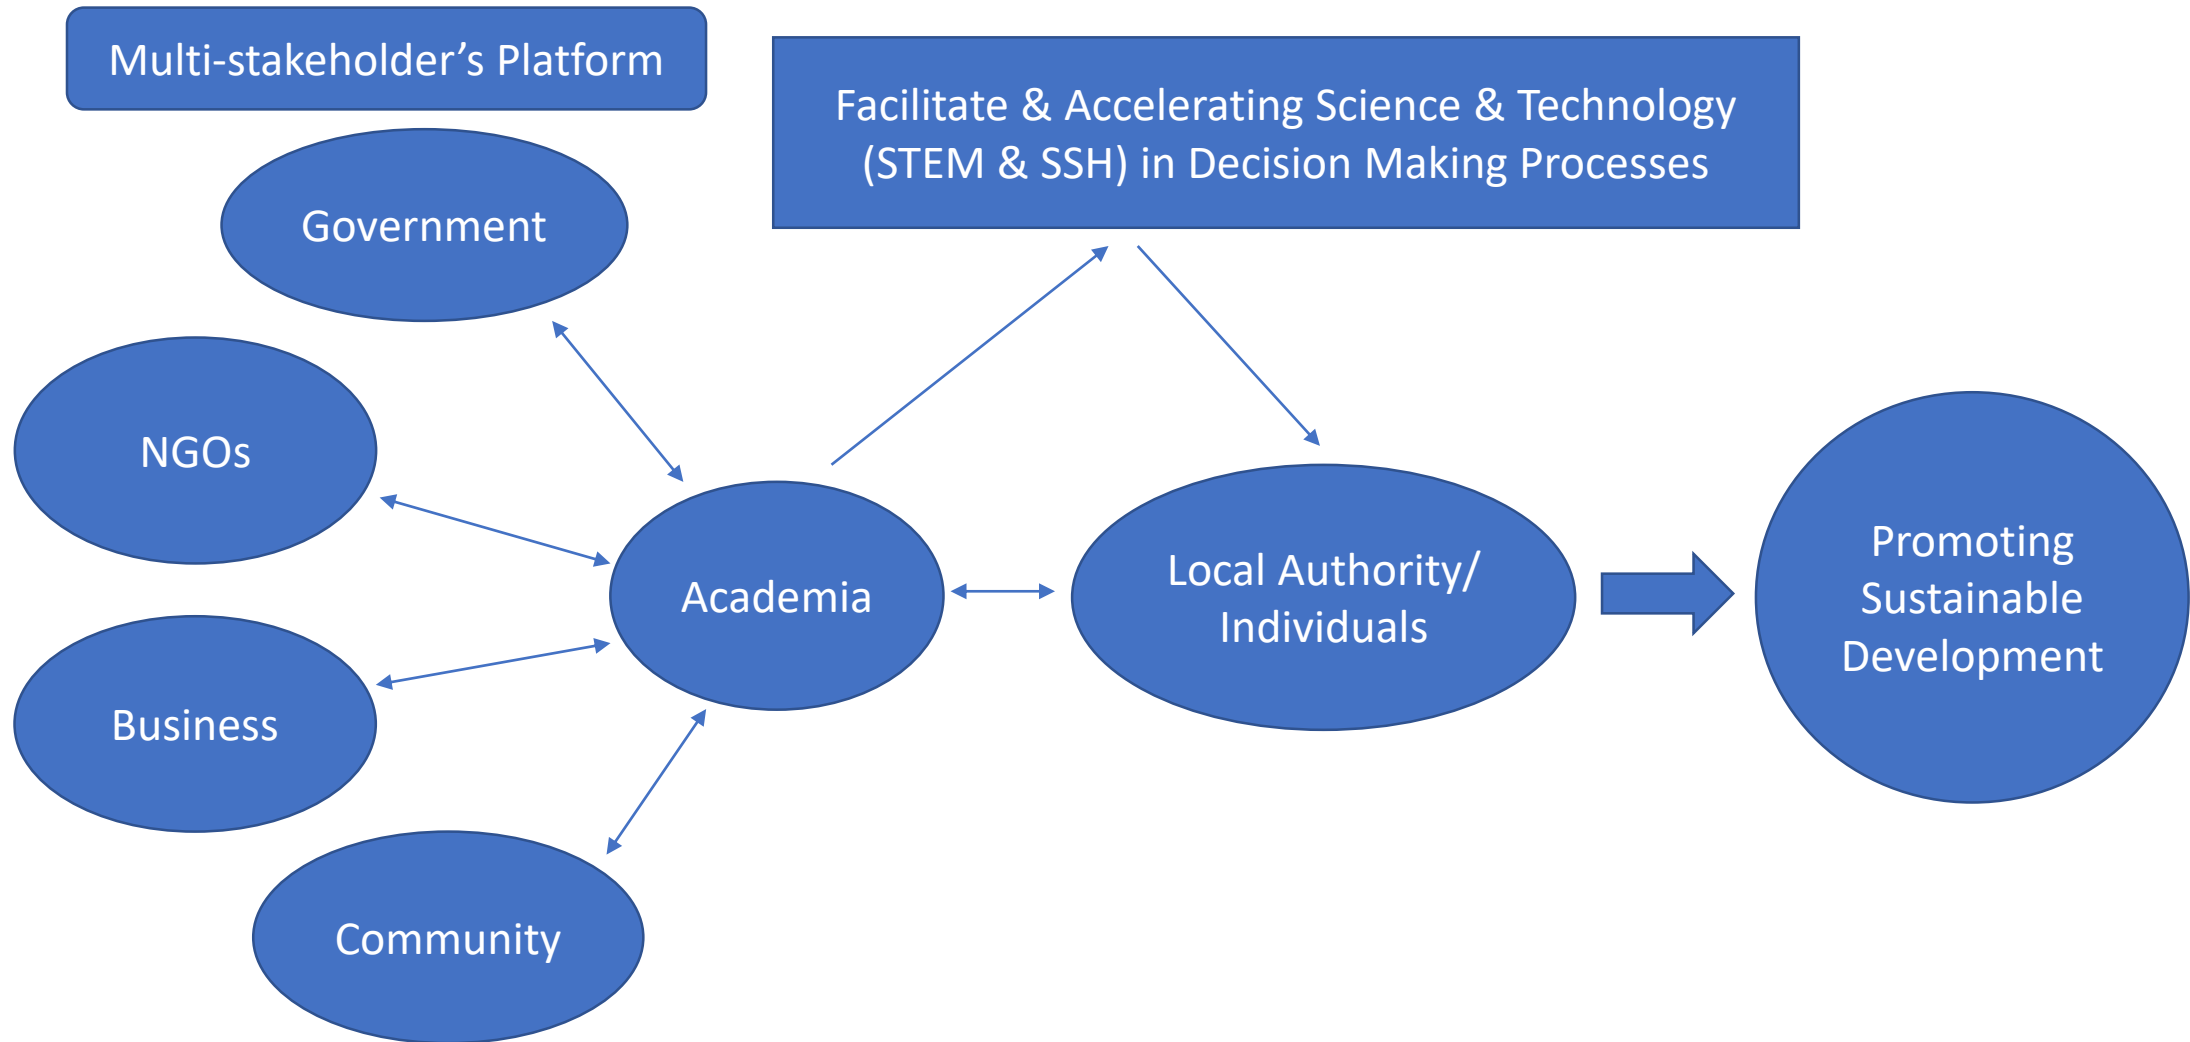 Multi-stakeholder’s Platform
Facilitate & Accelerating Science & Technology
(STEM & SSH) in Decision Making Processes
Government
NGOs
Business
Community
Academia
Local Authority/
Individuals
Promoting
Sustainable
Development